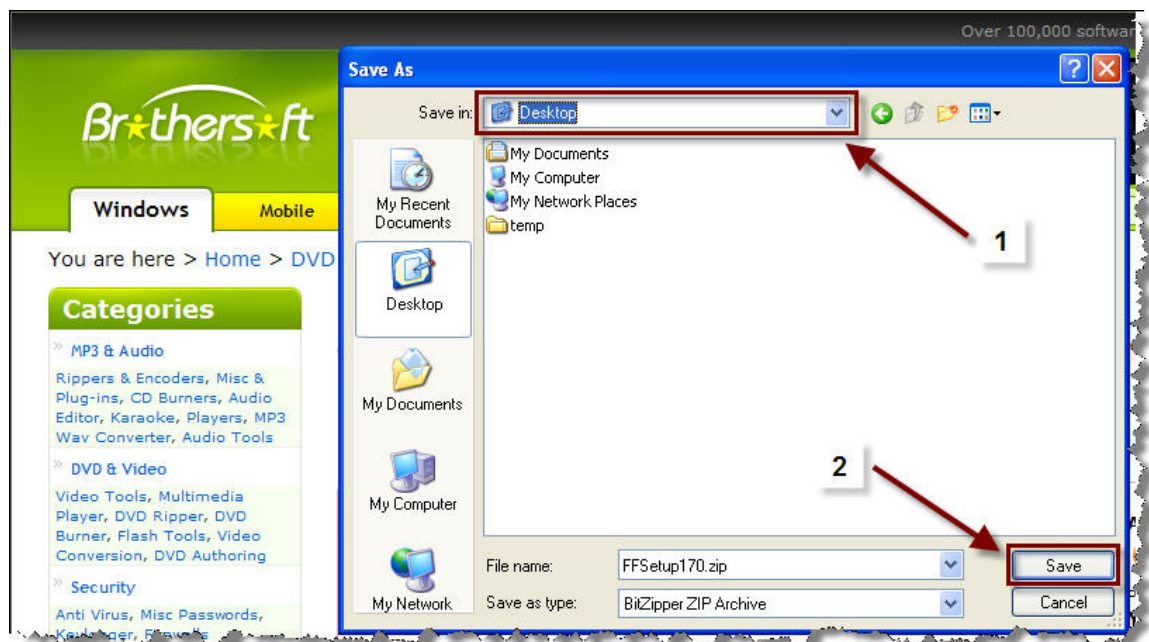 Over 100,000 softwar
Br☆thers☆ft
Windows
Mobile
You are here > Home > DVD
Categories
» MP3 & Audio
Rippers & Encoders, Misc &
Plug-ins, CD Burners, Audio
Editor, Karaoke, Players, MP3
Wav Converter, Audio Tools
» DVD & Video
Video Tools, Multimedia
Player, DVD Ripper, DVD
Burner, Flash Tools, Video
Conversion, DVD Authoring
» Security
Anti Virus, Misc Passwords,
Save As
?
Save in:
Desktop
My Documents
My Computer
My Network Places
temp
My Recent
Documents
Desktop
My Documents
My Computer
My Network
1
2
File name:
FFSetup170.zip
Save
Save as type:
BitZipper ZIP Archive
Cancel